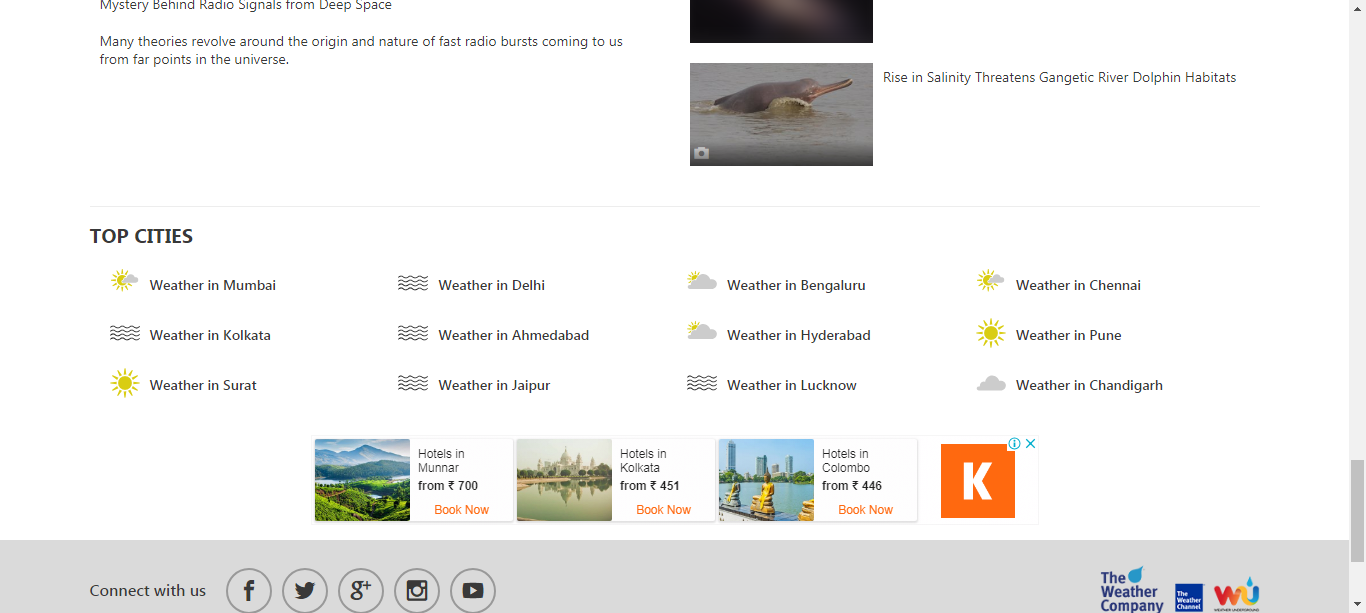 Mystery Behind Radio Signals from Deep Space
Many theories revolve around the origin and nature of fast radio bursts coming to us
from far points in the universe.
Rise in Salinity Threatens Gangetic River Dolphin Habitats
TOP CITIES
Weather in Mumbai
Weather in Delhi
Weather in Bengaluru
Weather in Chennai
Weather in Kolkata
Weather in Ahmedabad
Weather in Hyderabad
Weather in Pune
Weather in Surat
Weather in Jaipur
Weather in Lucknow
Weather in Chandigarh
Hotels in
Munnar
from ₹ 700
Book Now
Hotels in
Kolkata
from ₹ 451
Book Now
Hotels in
Colombo
from ₹ 446
Book Now
K
Connect with us
f
g+
The
Weather
Company
The
Weather
Channel
WU
WEATHER UNDERGROUND